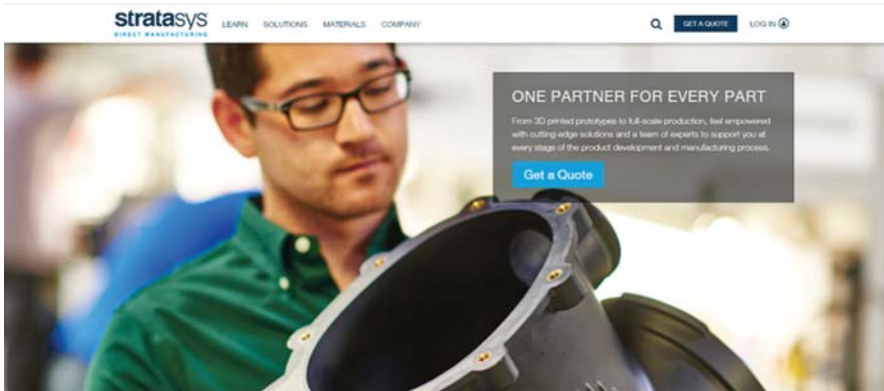 stratasys
DIRECT MANUFACTURING
LEARN SOLUTIONS MATERIALS COMPANY
GET A QUOTE LOG IN
ONE PARTNER FOR EVERY PART
From 3D printed prototypes to full-scale production, feel empowered
with cutting-edge solutions and a team of experts to support you at
every stage of the product development and manufacturing process.
Get a Quote